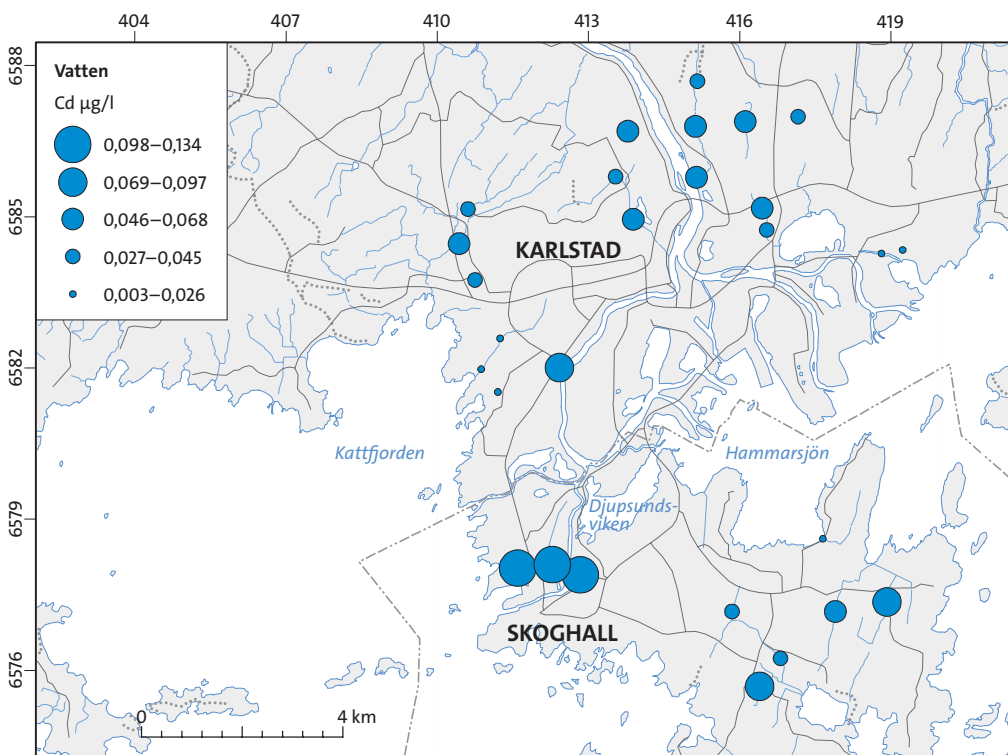 404 407 410 413 416 419
6588
6585
6582
6579
6576
Vatten
Cd µg/l
0,098–0,134
0,069–0,097
0,046–0,068
0,027–0,045
0,003–0,026
KARLSTAD
Kattfjorden
Hammarsjön
Djupsunds-
viken
SKOGHALL
0 4 km